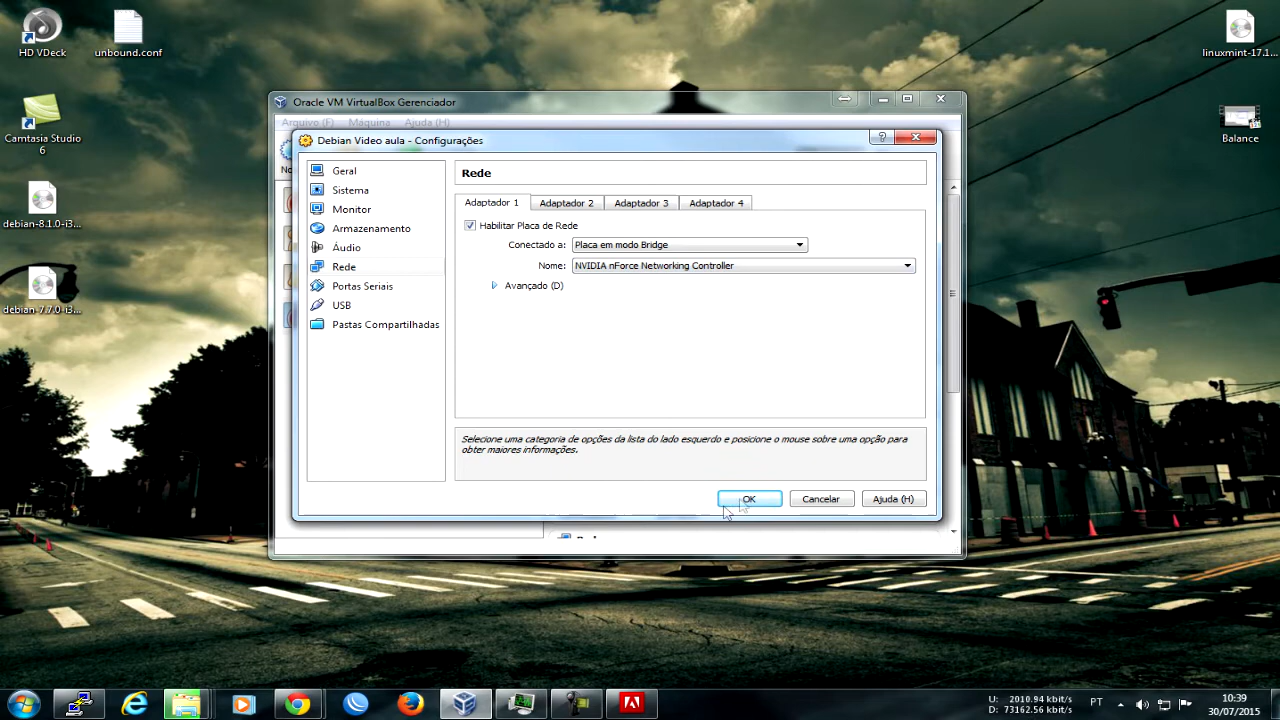 HD VDeck
unbound.conf
linuxmint-17.1...
Camtasia Studio
6
Balance
debian-8.1.0-i3...
debian-7.7.0-i3...
Oracle VM VirtualBox Gerenciador
Arquivo (F) Máquina Ajuda (H)
Debian Video aula - Configurações
No
Geral
Sistema
Monitor
Armazenamento
Áudio
Rede
Portas Seriais
USB
Pastas Compartilhadas
Rede
Adaptador 1 Adaptador 2 Adaptador 3 Adaptador 4
Habilitar Placa de Rede
Conectado a: Placa em modo Bridge
Nome: NVIDIA nForce Networking Controller
Avançado (D)
Selecione uma categoria de opções da lista do lado esquerdo e posicione o mouse sobre uma opção para
obter maiores informações.
OK Cancelar Ajuda (H)
U: 2010.94 kbit/s
D: 73162.56 kbit/s
PT
10:39
30/07/2015